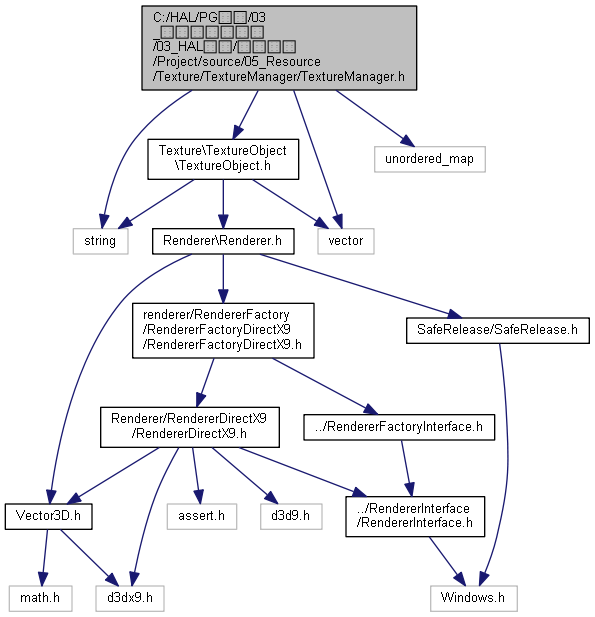 C:/HAL/PG□□/03
_□□□□□□□□
/03_HAL□□/□□□□
/Project/source/05_Resource
/Texture/TextureManager/TextureManager.h
Texture\TextureObject
\TextureObject.h
unordered_map
string
Renderer\Renderer.h
vector
renderer/RendererFactory
/RendererFactoryDirectX9
/RendererFactoryDirectX9.h
SafeRelease/SafeRelease.h
Renderer/RendererDirectX9
/RendererDirectX9.h
../RendererFactoryInterface.h
Vector3D.h
assert.h
d3d9.h
../RendererInterface
/RendererInterface.h
math.h
d3dx9.h
Windows.h